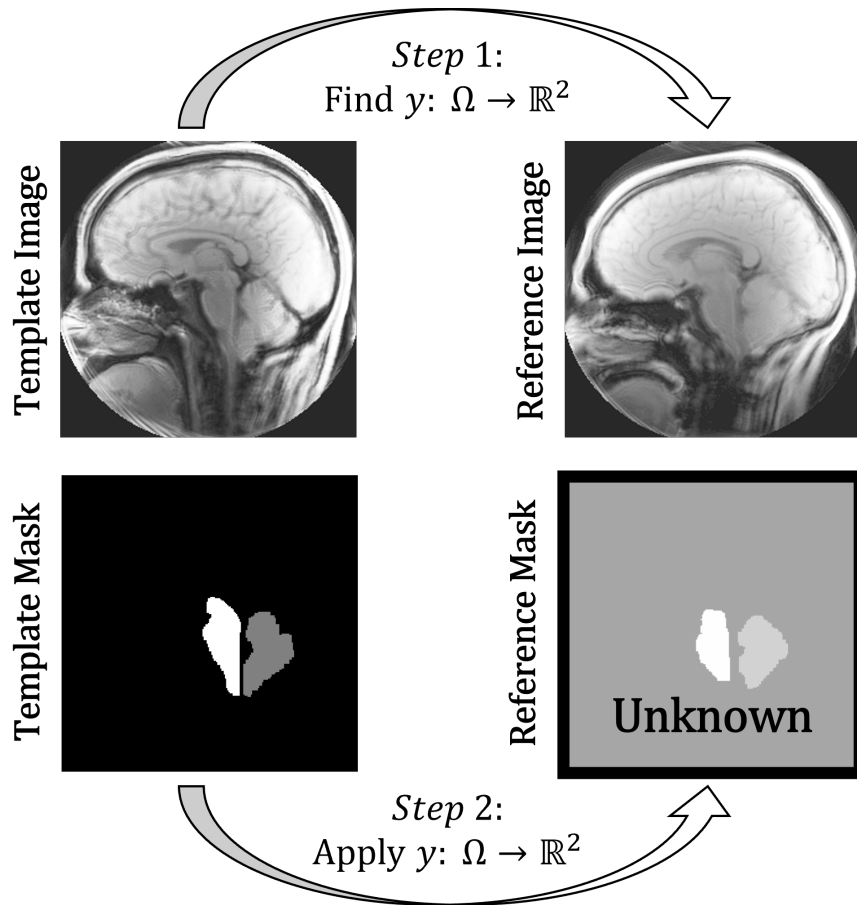 Step 1:
Find y: Ω → ℝ²
Template Image
Reference Image
Template Mask
Reference Mask
Unknown
Step 2:
Apply y: Ω → ℝ²